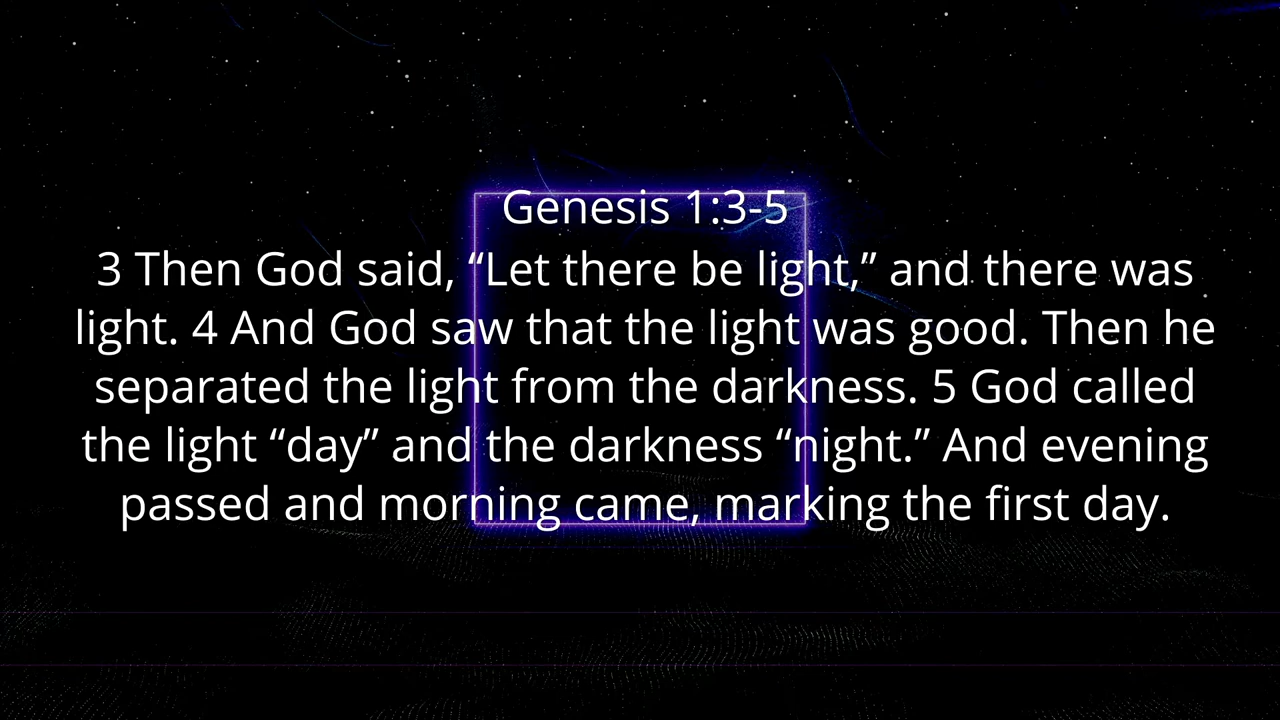 Genesis 1:3-5
3 Then God said, “Let there be light,” and there was
light. 4 And God saw that the light was good. Then he
separated the light from the darkness. 5 God called
the light “day” and the darkness “night.” And evening
passed and morning came, marking the first day.